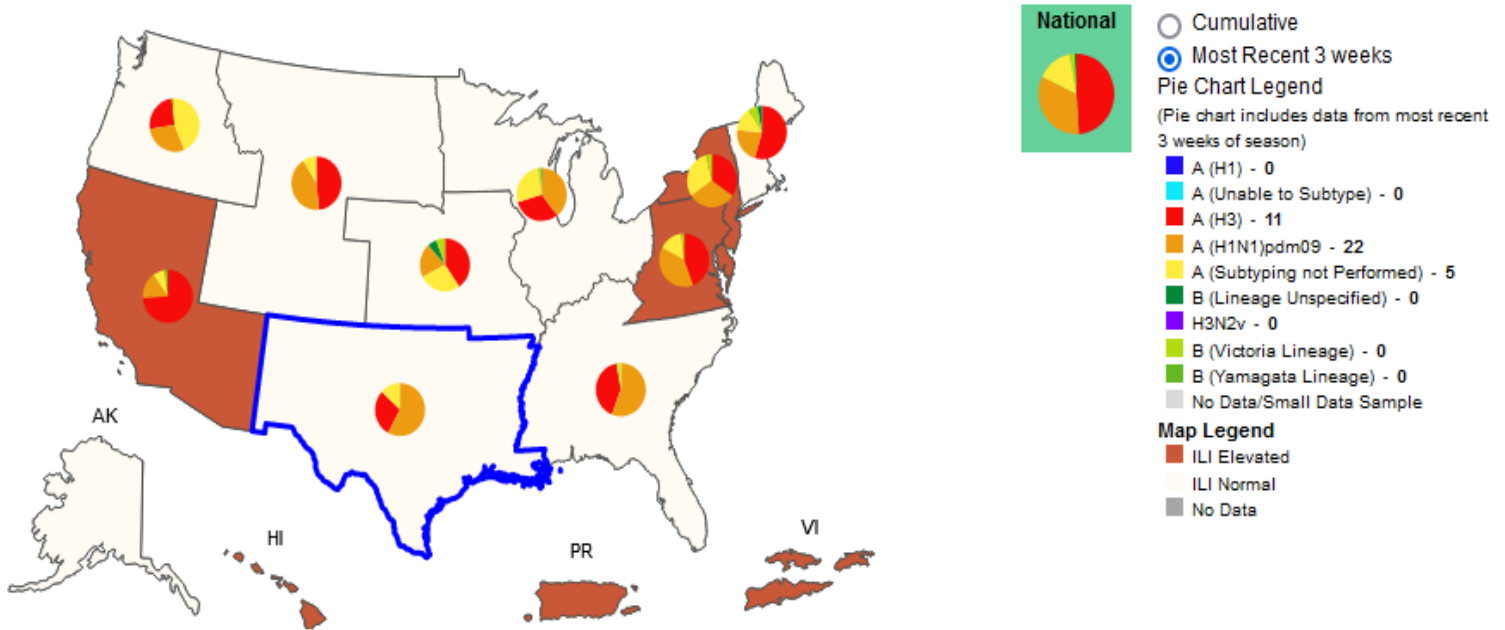 National
Cumulative
Most Recent 3 weeks
Pie Chart Legend
(Pie chart includes data from most recent
3 weeks of season)
A (H1) - 0
A (Unable to Subtype) - 0
A (H3) - 11
A (H1N1)pdm09 - 22
A (Subtyping not Performed) - 5
B (Lineage Unspecified) - 0
H3N2v - 0
B (Victoria Lineage) - 0
B (Yamagata Lineage) - 0
No Data/Small Data Sample
Map Legend
ILI Elevated
ILI Normal
No Data
AK
HI
PR
VI